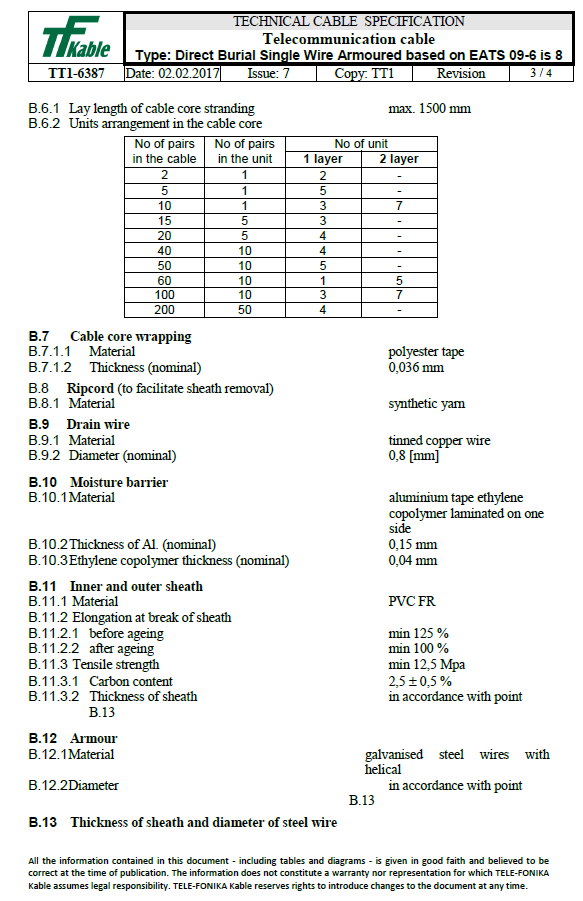 TECHNICAL CABLE SPECIFICATION
TF Kable
Telecommunication cable
Type: Direct Burial Single Wire Armoured based on EATS 09-6 is 8
TT1-6387 Date: 02.02.2017 Issue: 7 Copy: TT1 Revision 3 / 4
B.6.1 Lay length of cable core stranding max. 1500 mm
B.6.2 Units arrangement in the cable core
No of pairs No of pairs No of unit
in the cable in the unit 1 layer 2 layer
2 1 2 -
5 1 5 -
10 1 3 7
15 5 3 -
20 5 4 -
40 10 4 -
50 10 5 -
60 10 1 5
100 10 3 7
200 50 4 -
B.7 Cable core wrapping
B.7.1.1 Material polyester tape
B.7.1.2 Thickness (nominal) 0,036 mm
B.8 Ripcord (to facilitate sheath removal)
B.8.1 Material synthetic yarn
B.9 Drain wire
B.9.1 Material tinned copper wire
B.9.2 Diameter (nominal) 0,8 [mm]
B.10 Moisture barrier
B.10.1Material aluminium tape ethylene
copolymer laminated on one
side
B.10.2Thickness of Al. (nominal) 0,15 mm
B.10.3Ethylene copolymer thickness (nominal) 0,04 mm
B.11 Inner and outer sheath
B.11.1 Material PVC FR
B.11.2 Elongation at break of sheath
B.11.2.1 before ageing min 125 %
B.11.2.2 after ageing min 100 %
B.11.3 Tensile strength min 12,5 Mpa
B.11.3.1 Carbon content 2,5 ± 0,5 %
B.11.3.2 Thickness of sheath in accordance with point
B.13
B.12 Armour
B.12.1Material galvanised steel wires with
helical
B.12.2Diameter in accordance with point
B.13
B.13 Thickness of sheath and diameter of steel wire
All the information contained in this document - including tables and diagrams - is given in good faith and believed to be
correct at the time of publication. The information does not constitute a warranty nor representation for which TELE-FONIKA
Kable assumes legal responsibility. TELE-FONIKA Kable reserves rights to introduce changes to the document at any time.